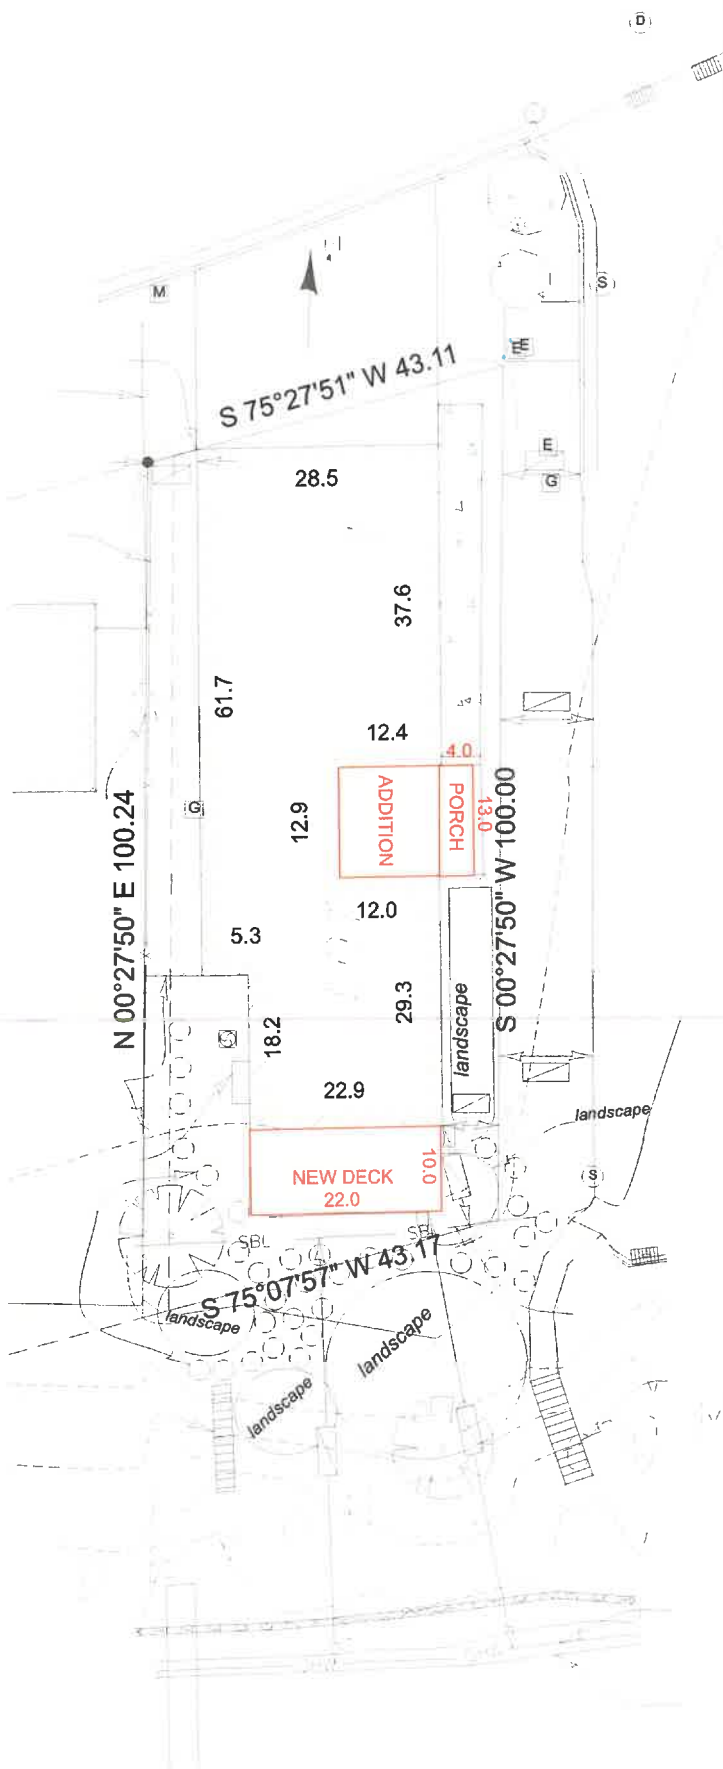 D
M
S
S 75°27'51" W 43.11
EE
E
G
28.5
37.6
61.7
12.4
4.0
ADDITION
PORCH
13.0
12.9
G
N 00°27'50" E 100.24
S 00°27'50" W 100.00
12.0
5.3
29.3
landscape
18.2
22.9
landscape
10.0
NEW DECK
22.0
S
SBL
S 75°07'57" W 43.17
landscape
landscape
landscape